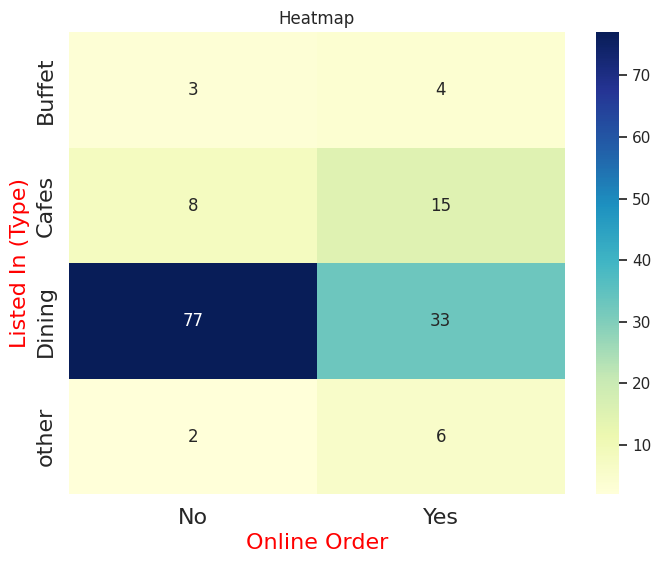 Heatmap
Listed In (Type)
Buffet
3 4
Cafes
8 15
Dining
77 33
other
2 6
No Yes
Online Order
70
60
50
40
30
20
10